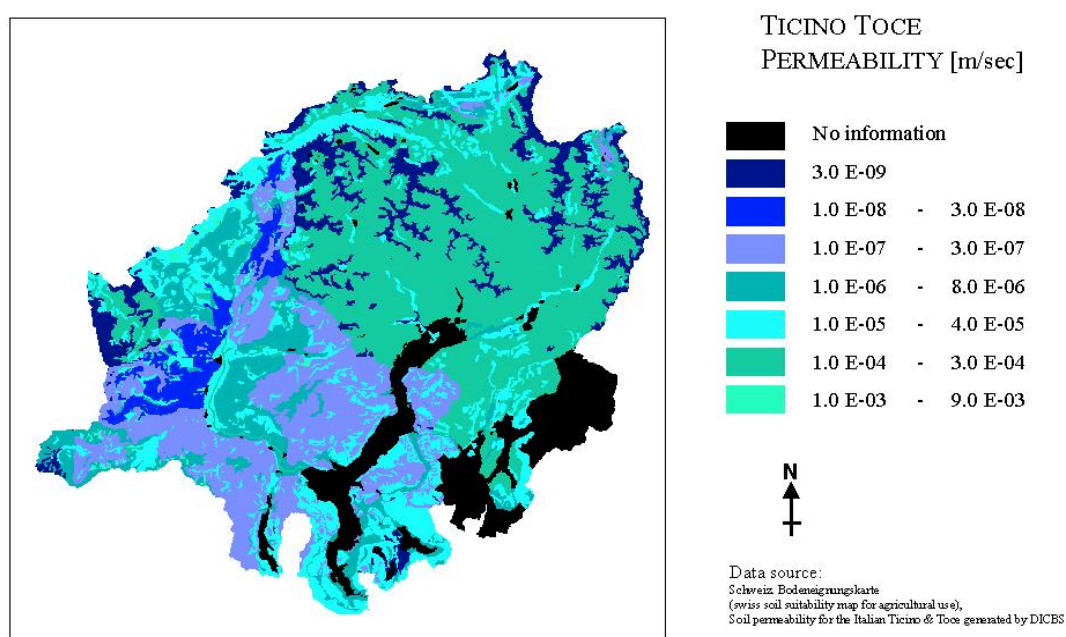 TICINO TOCE
PERMEABILITY [m/sec]
No information
3.0 E-09
1.0 E-08 - 3.0 E-08
1.0 E-07 - 3.0 E-07
1.0 E-06 - 8.0 E-06
1.0 E-05 - 4.0 E-05
1.0 E-04 - 3.0 E-04
1.0 E-03 - 9.0 E-03
N
Data source:
Schweiz. Bodeneignungskarte
(swiss soil suitability map for agricultural use),
Soil permeability for the Italian Ticino & Toce generated by DICBS